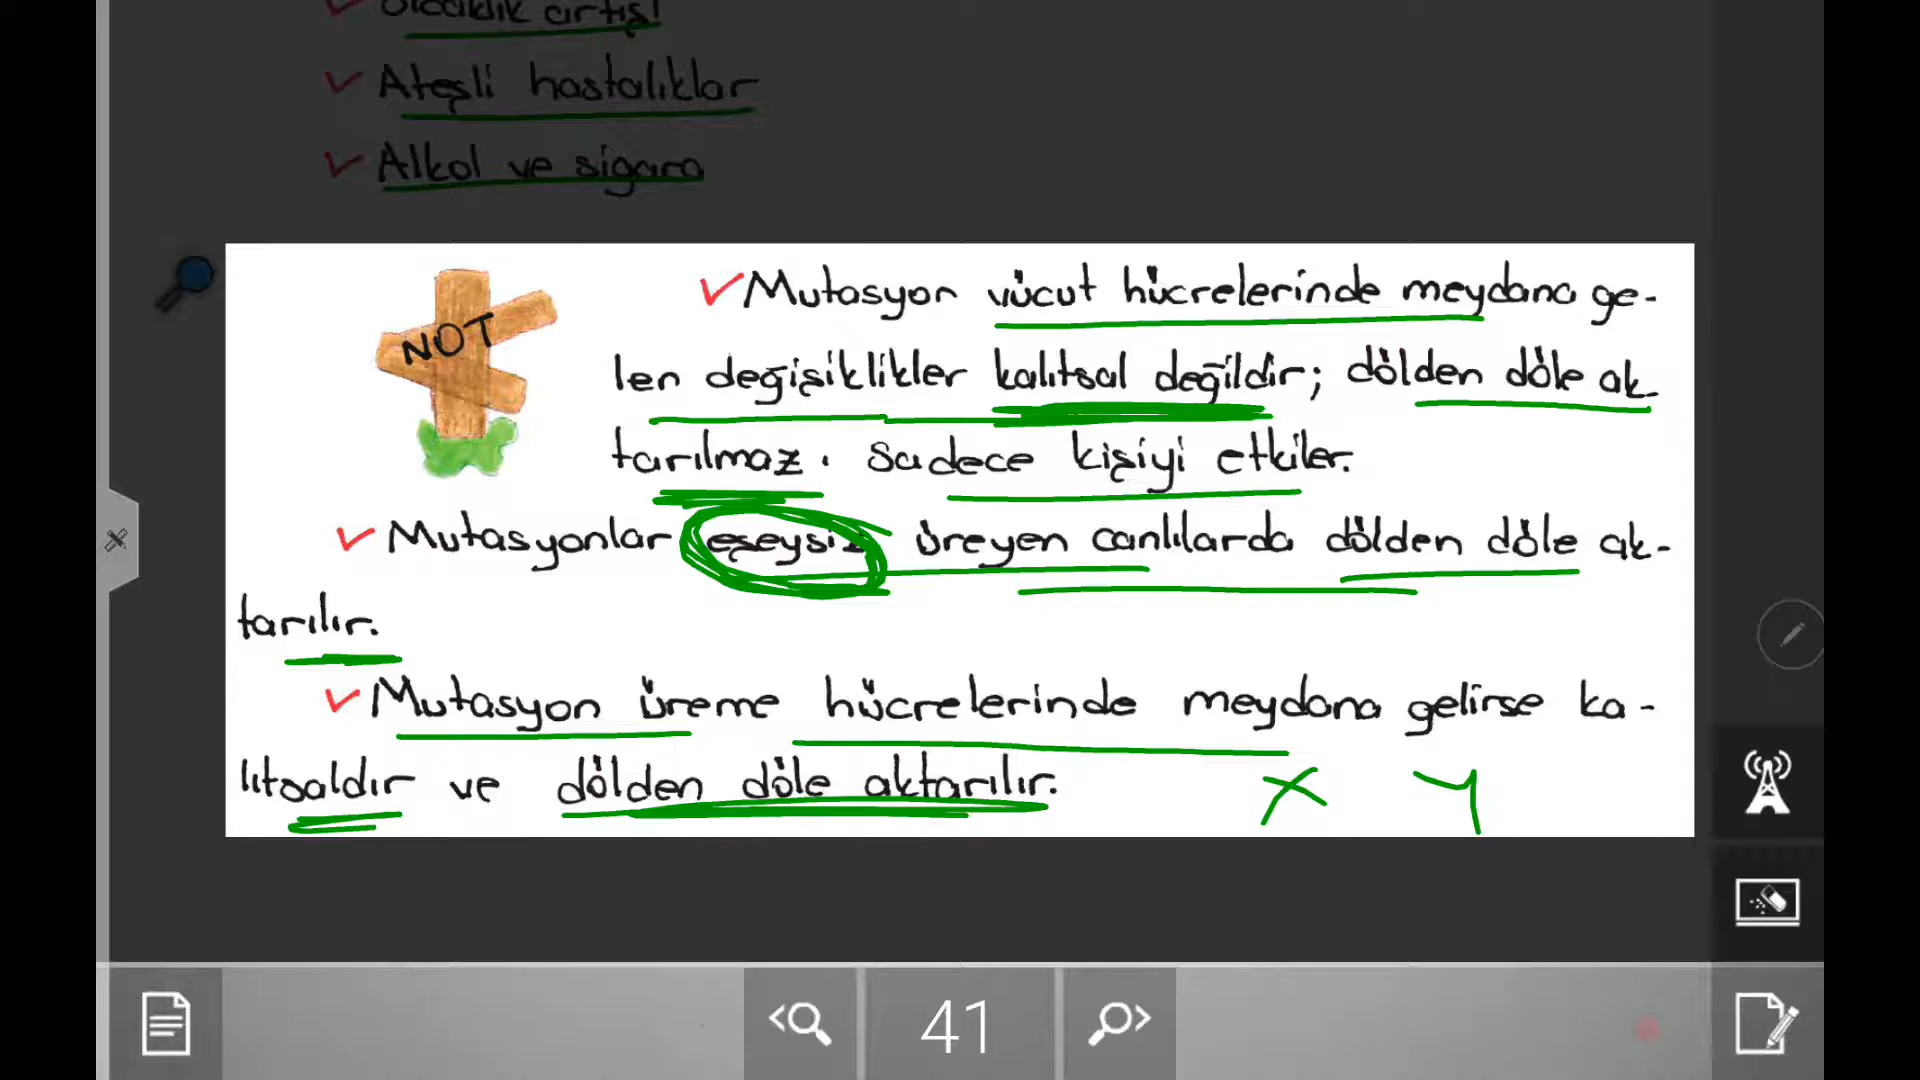 artışı
✓ Ateşli hastalıklar
✓ Alkol ve sigara
NOT
✓ Mutasyon vücut hücrelerinde meydana ge-
len değişiklikler kalıtsal değildir; dölden döle ak-
tarılmaz. Sadece kişiyi etkiler.
✓ Mutasyonlar eşeysiz üreyen canlılarda dölden döle ak-
tarılır.
✓ Mutasyon üreme hücrelerinde meydana gelirse ka-
lıtsaldır ve dölden döle aktarılır.
X Y
41